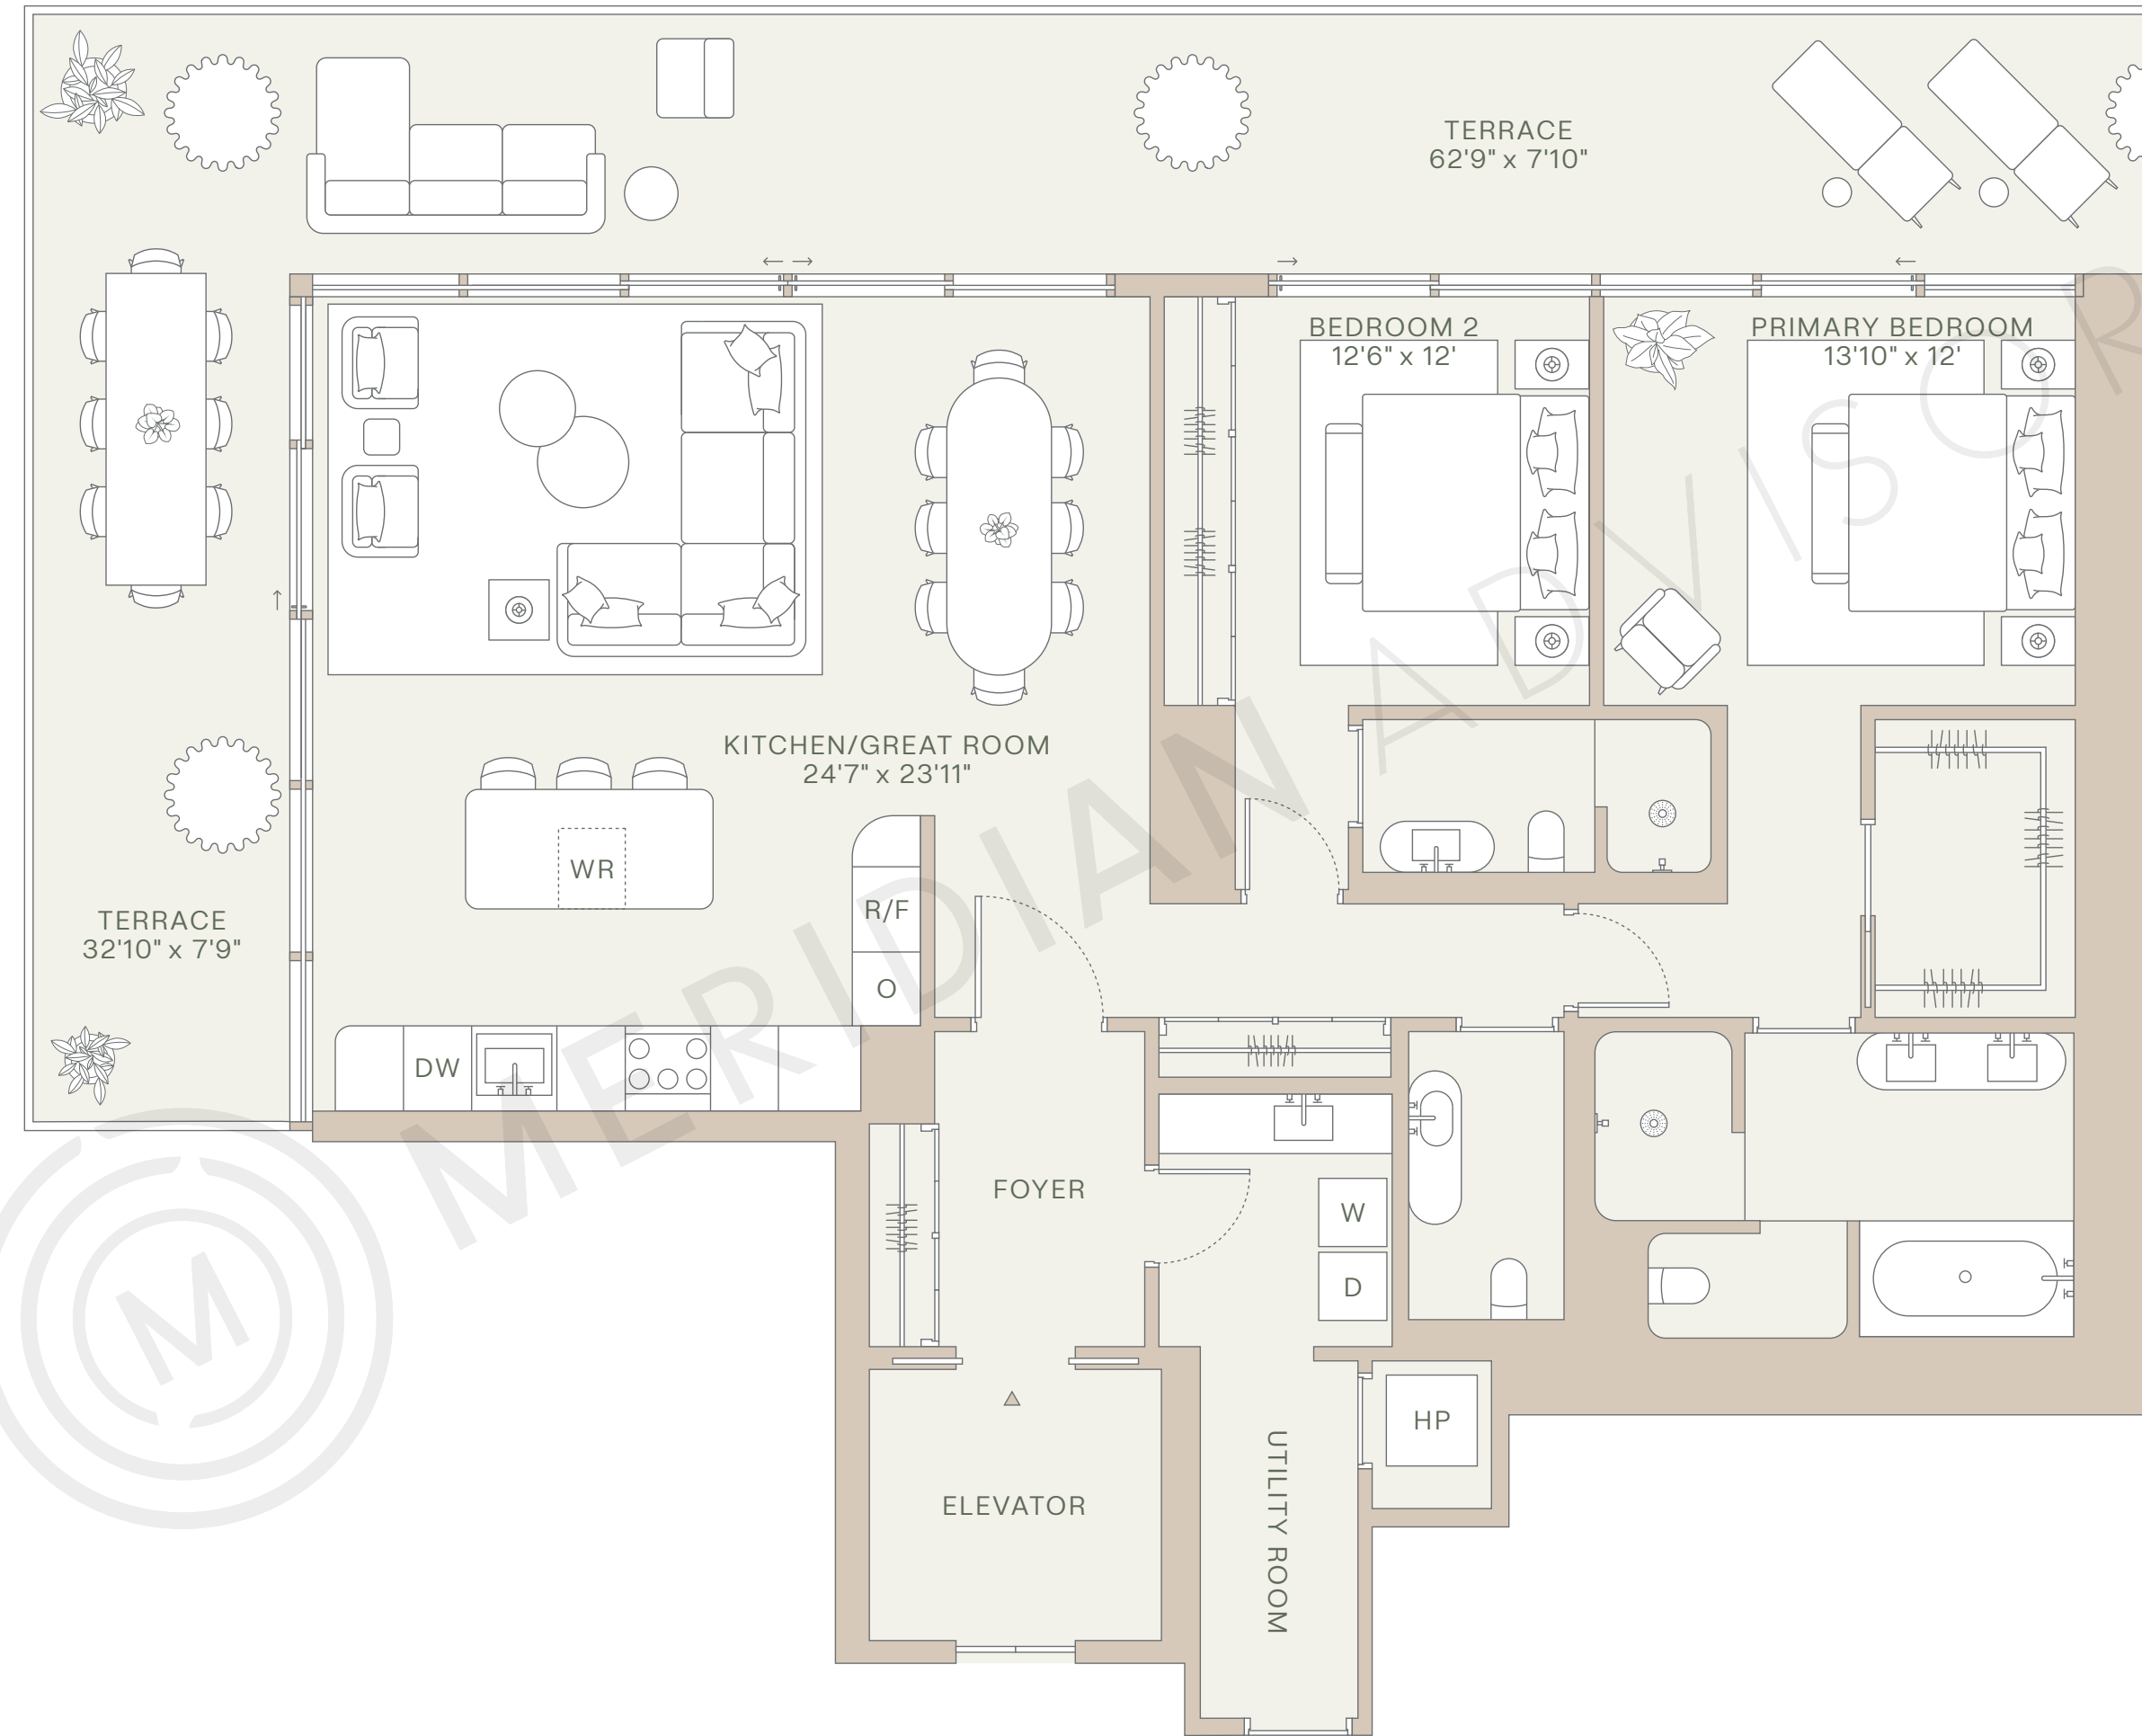 TERRACE
62'9" x 7'10"
BEDROOM 2
12'6" x 12'
PRIMARY BEDROOM
13'10" x 12'
KITCHEN/GREAT ROOM
24'7" x 23'11"
WR
R/F
TERRACE
32'10" x 7'9"
O
DW
FOYER
W
D
HP
ELEVATOR
UTILITY ROOM
M
MERIDIAN ADVISOR